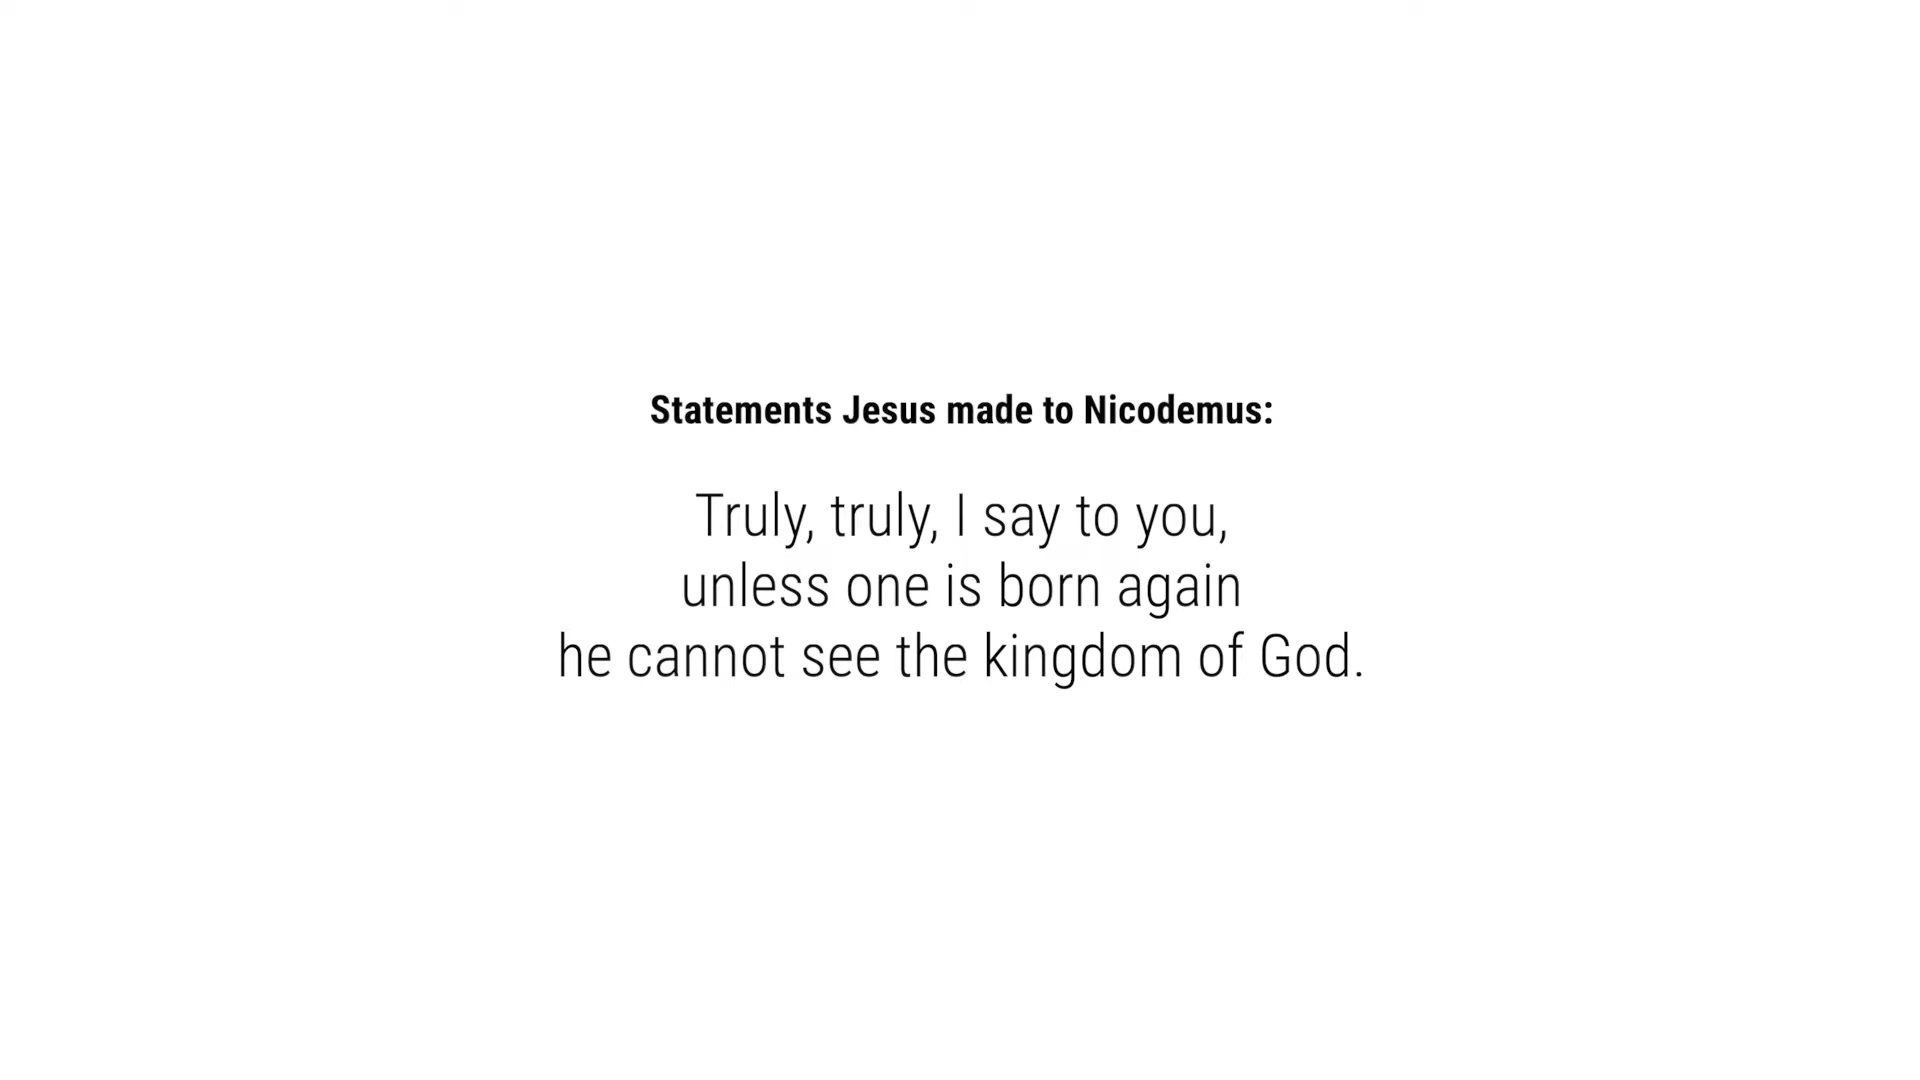 Statements Jesus made to Nicodemus:
Truly, truly, I say to you,
unless one is born again
he cannot see the kingdom of God.